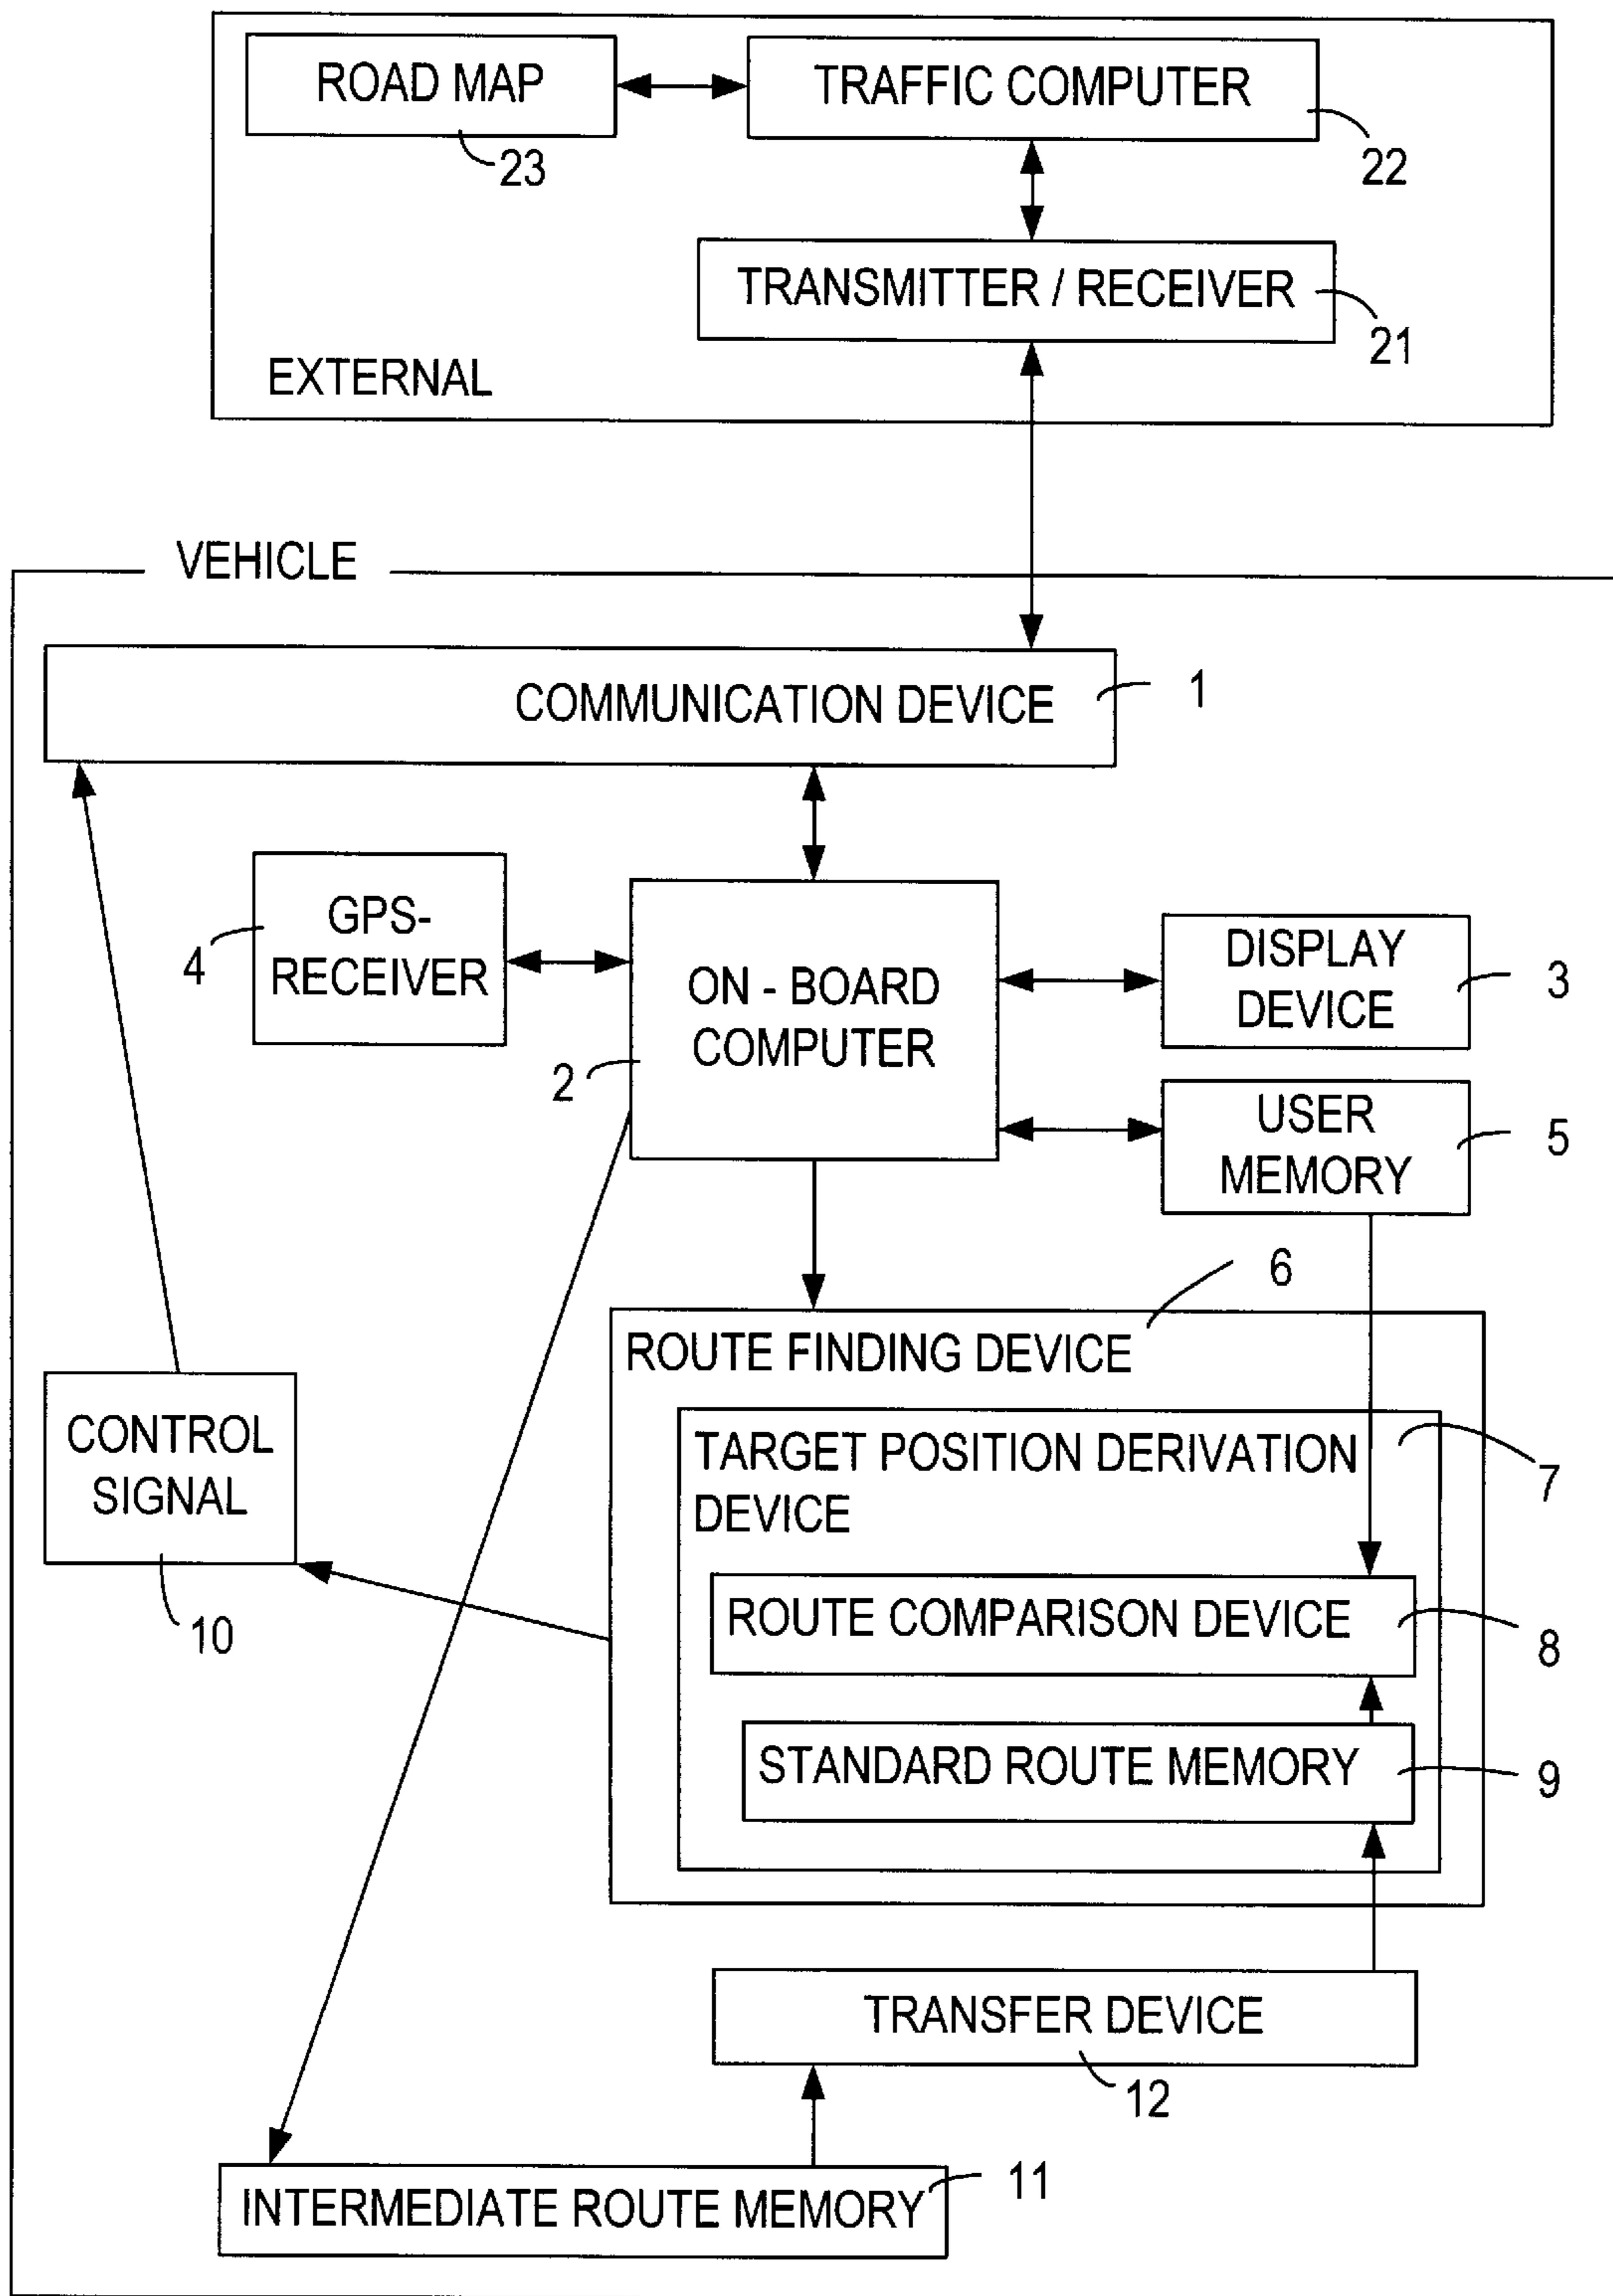 ROAD MAP
TRAFFIC COMPUTER
23
22
TRANSMITTER / RECEIVER
21
EXTERNAL
VEHICLE
COMMUNICATION DEVICE
1
GPS-
RECEIVER
4
ON - BOARD
COMPUTER
2
DISPLAY
DEVICE
3
USER
MEMORY
5
6
ROUTE FINDING DEVICE
CONTROL
SIGNAL
10
TARGET POSITION DERIVATION
DEVICE
7
ROUTE COMPARISON DEVICE
8
STANDARD ROUTE MEMORY
9
TRANSFER DEVICE
12
INTERMEDIATE ROUTE MEMORY
11